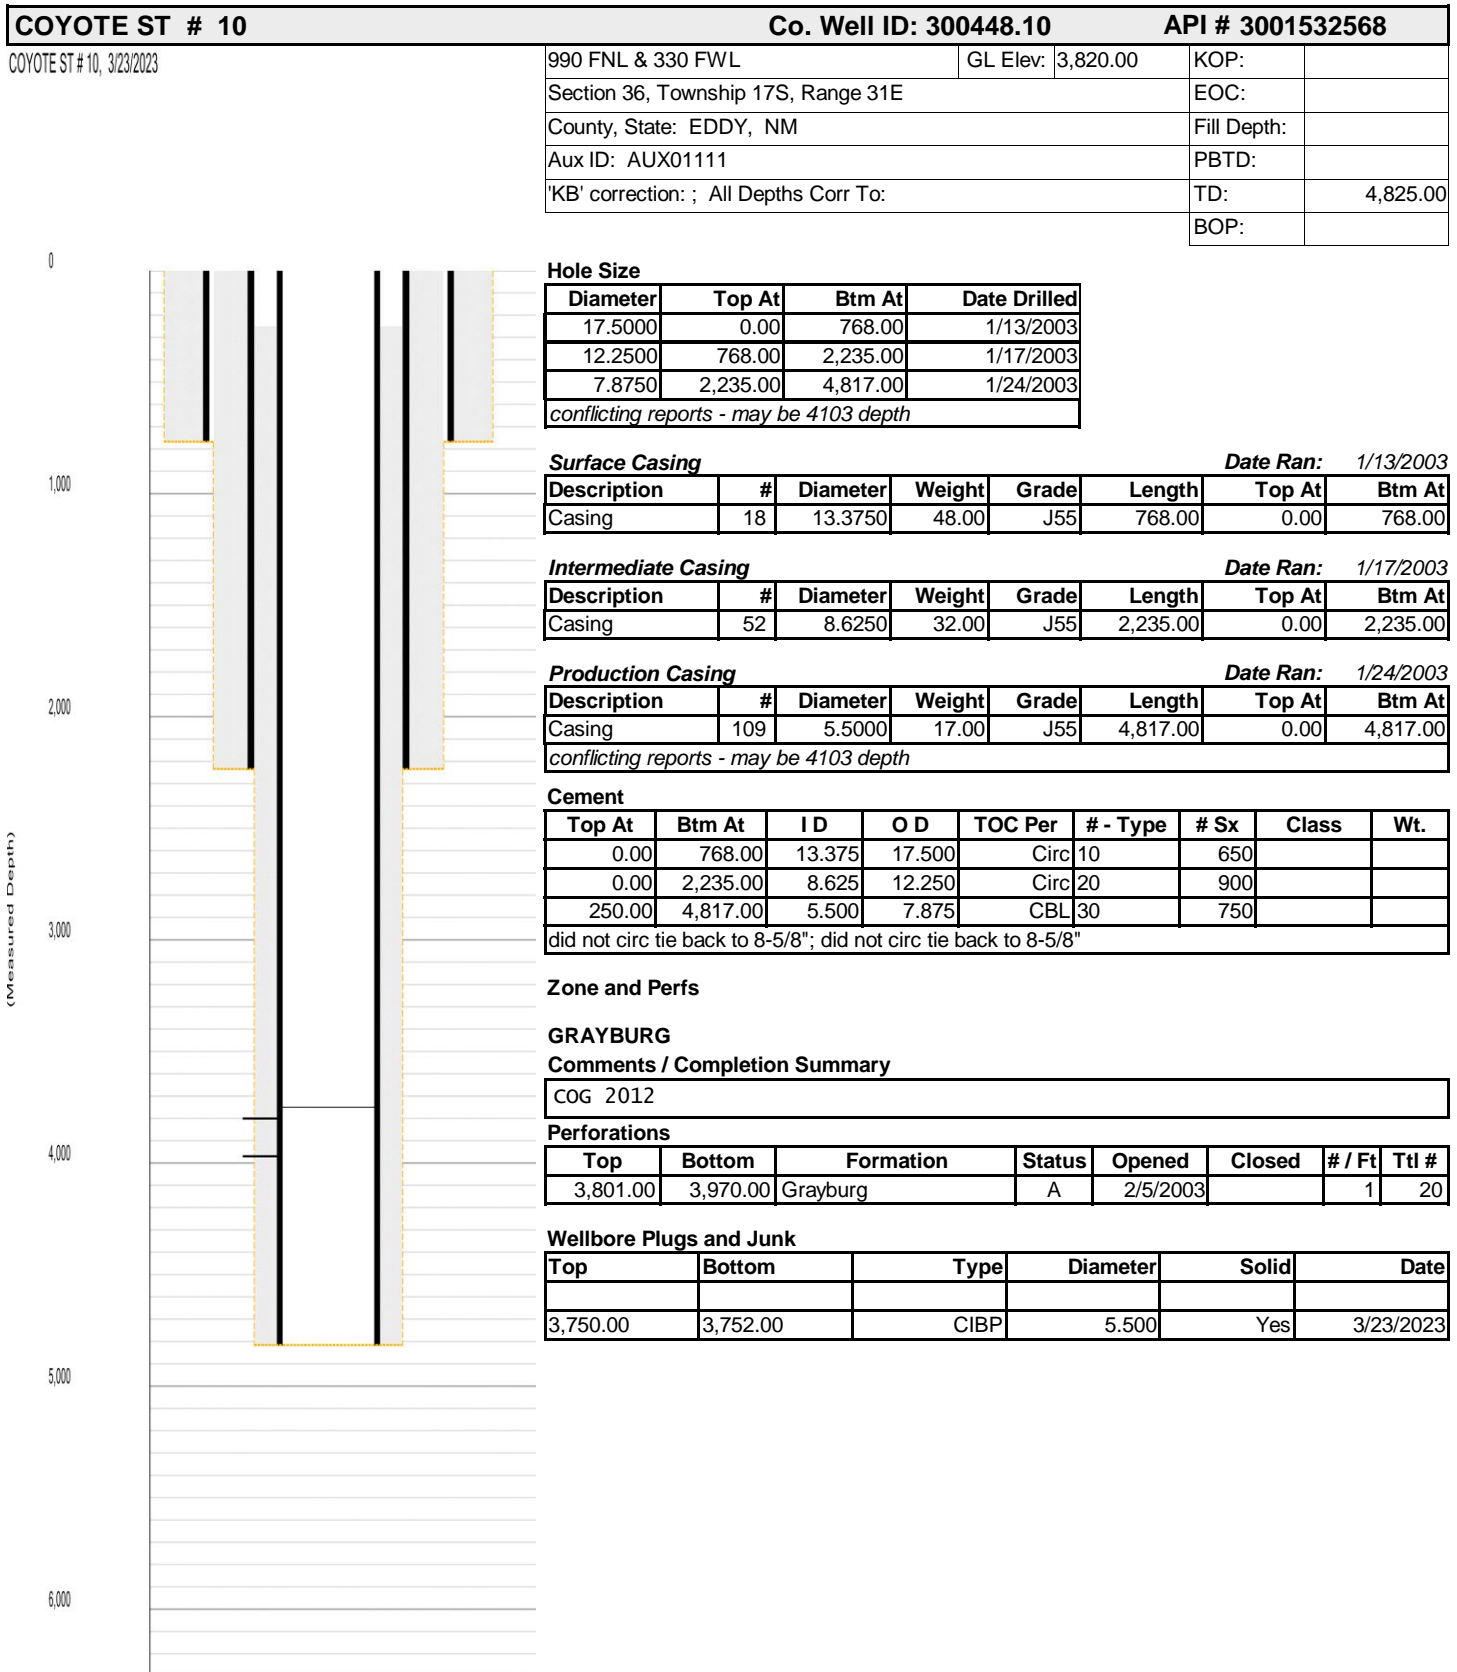 COYOTE ST # 10 Co. Well ID: 300448.10 API # 3001532568
COYOTE ST # 10, 3/23/2023
990 FNL & 330 FWL GL Elev: 3,820.00 KOP:
Section 36, Township 17S, Range 31E EOC:
County, State: EDDY, NM Fill Depth:
Aux ID: AUX01111 PBTD:
'KB' correction: ; All Depths Corr To: TD: 4,825.00
BOP:
Hole Size
Diameter Top At Btm At Date Drilled
17.5000 0.00 768.00 1/13/2003
12.2500 768.00 2,235.00 1/17/2003
7.8750 2,235.00 4,817.00 1/24/2003
conflicting reports - may be 4103 depth
Surface Casing Date Ran: 1/13/2003
Description # Diameter Weight Grade Length Top At Btm At
Casing 18 13.3750 48.00 J55 768.00 0.00 768.00
Intermediate Casing Date Ran: 1/17/2003
Description # Diameter Weight Grade Length Top At Btm At
Casing 52 8.6250 32.00 J55 2,235.00 0.00 2,235.00
Production Casing Date Ran: 1/24/2003
Description # Diameter Weight Grade Length Top At Btm At
Casing 109 5.5000 17.00 J55 4,817.00 0.00 4,817.00
conflicting reports - may be 4103 depth
Cement
Top At Btm At I D O D TOC Per # - Type # Sx Class Wt.
0.00 768.00 13.375 17.500 Circ 10 650
0.00 2,235.00 8.625 12.250 Circ 20 900
250.00 4,817.00 5.500 7.875 CBL 30 750
did not circ tie back to 8-5/8"; did not circ tie back to 8-5/8"
Zone and Perfs
GRAYBURG
Comments / Completion Summary
COG 2012
Perforations
Top Bottom Formation Status Opened Closed # / Ft Ttl #
3,801.00 3,970.00 Grayburg A 2/5/2003 1 20
Wellbore Plugs and Junk
Top Bottom Type Diameter Solid Date
3,750.00 3,752.00 CIBP 5.500 Yes 3/23/2023
(Measured Depth)
0
1,000
2,000
3,000
4,000
5,000
6,000